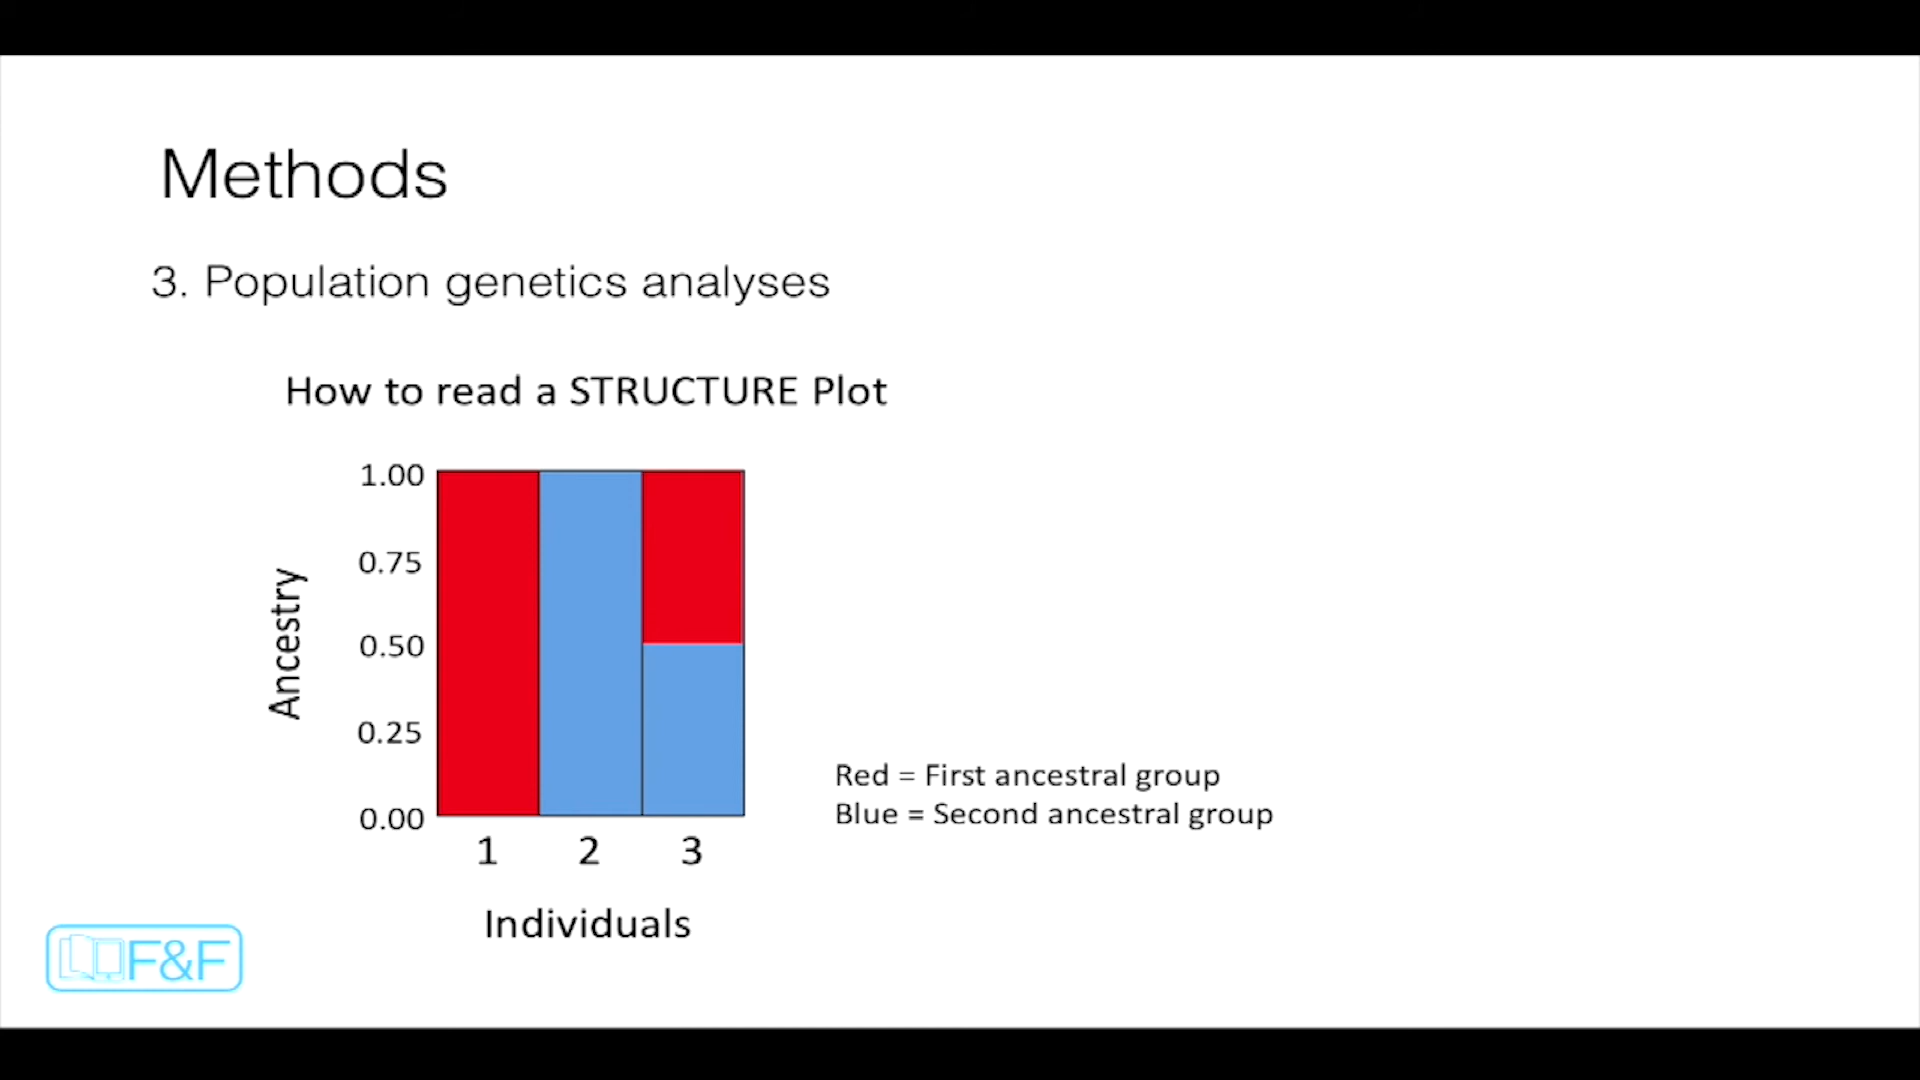 Methods
3. Population genetics analyses
How to read a STRUCTURE Plot
1.00
0.75
0.50
0.25
0.00
Ancestry
1 2 3
Individuals
Red = First ancestral group
Blue = Second ancestral group
F&F